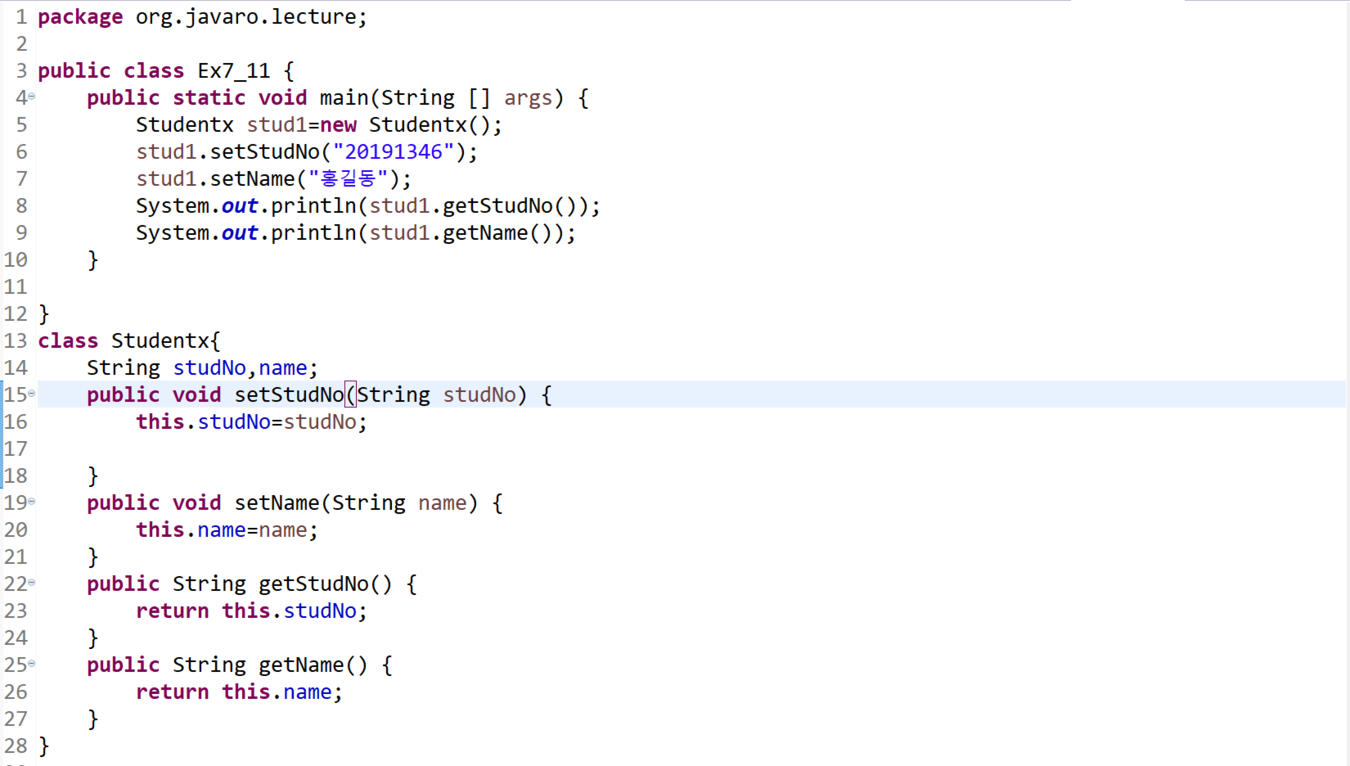 1 package org.javaro.lecture;
2
3 public class Ex7_11 {
4 public static void main(String [] args) {
5 Studentx stud1=new Studentx();
6 stud1.setStudNo("20191346");
7 stud1.setName("홍길동");
8 System.out.println(stud1.getStudNo());
9 System.out.println(stud1.getName());
10 }
11
12 }
13 class Studentx{
14 String studNo,name;
15 public void setStudNo(String studNo) {
16 this.studNo=studNo;
17
18 }
19 public void setName(String name) {
20 this.name=name;
21 }
22 public String getStudNo() {
23 return this.studNo;
24 }
25 public String getName() {
26 return this.name;
27 }
28 }